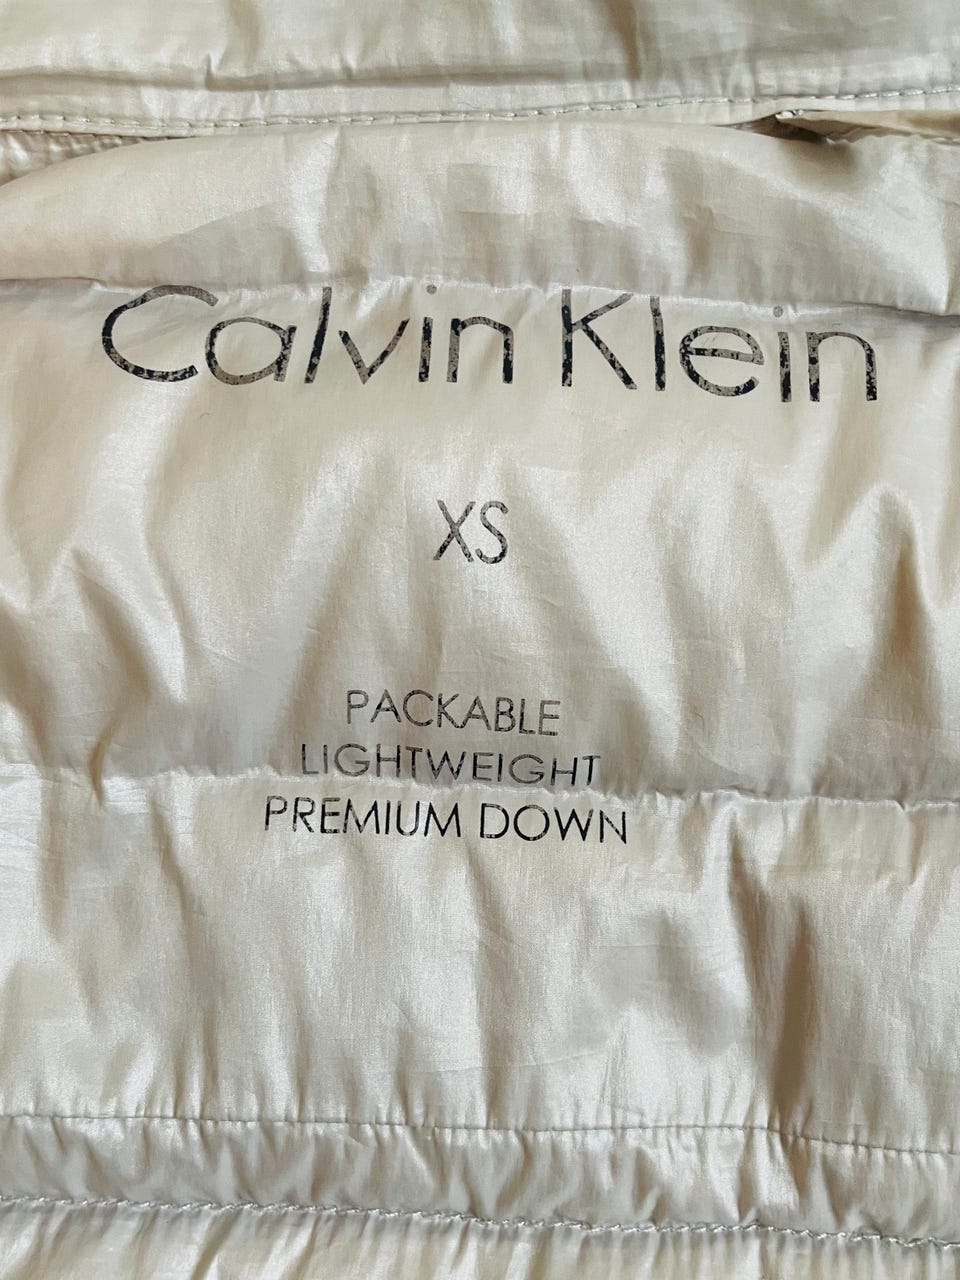 Calvin Klein
XS
PACKABLE
LIGHTWEIGHT
PREMIUM DOWN